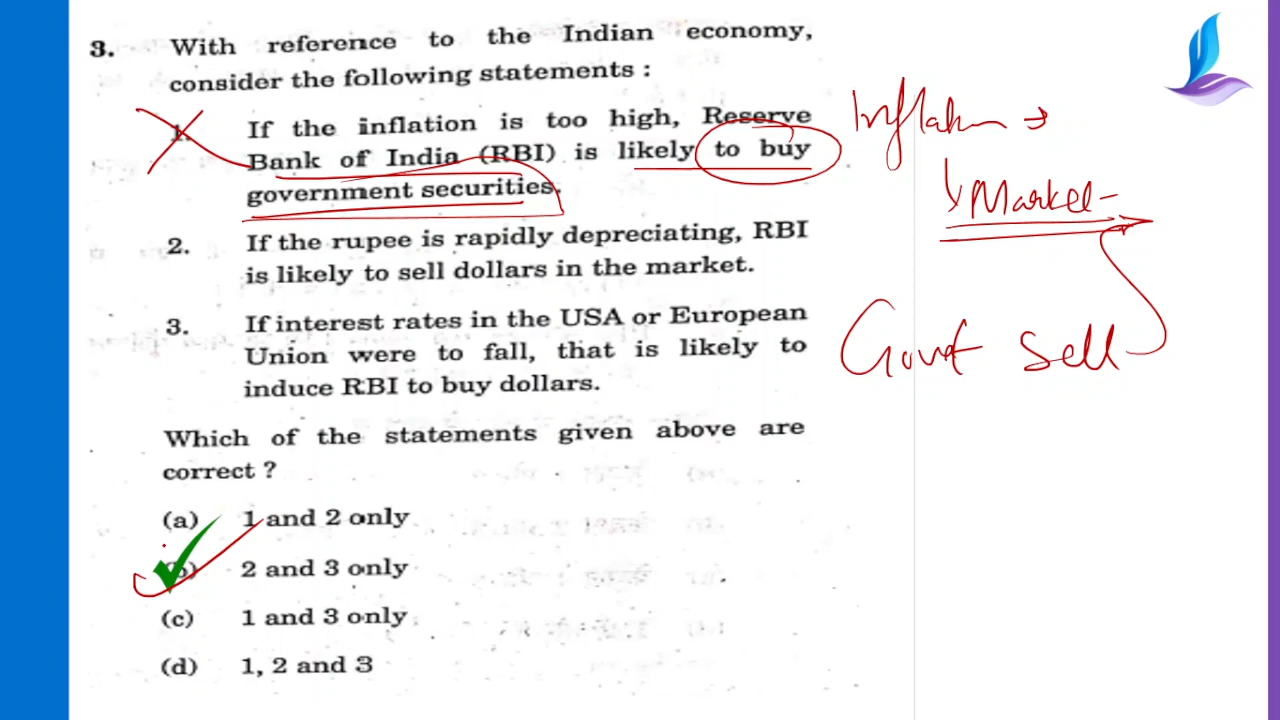 3. With reference to the Indian economy,
consider the following statements :
1. If the inflation is too high, Reserve
Bank of India (RBI) is likely to buy
government securities.
2. If the rupee is rapidly depreciating, RBI
is likely to sell dollars in the market.
3. If interest rates in the USA or European
Union were to fall, that is likely to
induce RBI to buy dollars.
Which of the statements given above are
correct ?
(a) 1 and 2 only
(b) 2 and 3 only
(c) 1 and 3 only
(d) 1, 2 and 3
Inflation →
Market
Govt Sell